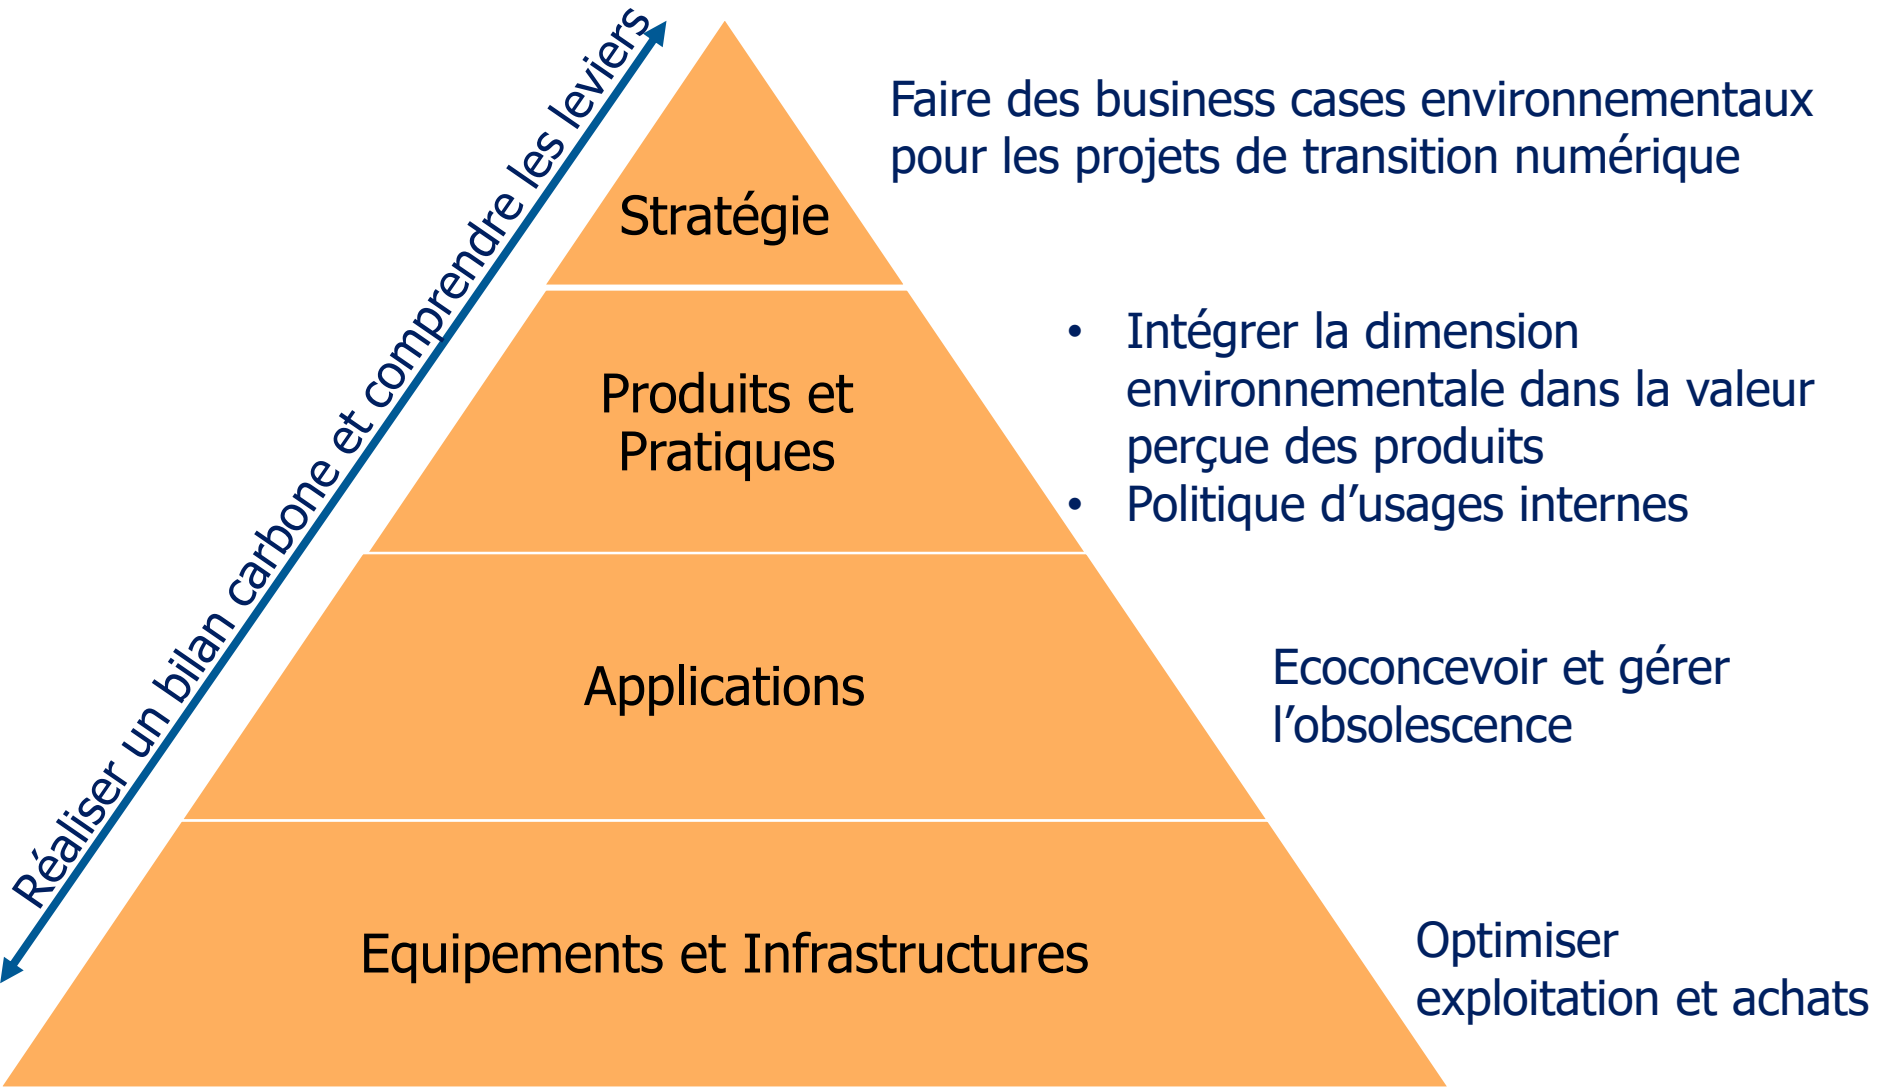 Réaliser un bilan carbone et comprendre les leviers
Faire des business cases environnementaux
pour les projets de transition numérique
Stratégie
• Intégrer la dimension
environnementale dans la valeur
perçue des produits
• Politique d’usages internes
Produits et
Pratiques
Applications
Ecoconcevoir et gérer
l’obsolescence
Equipements et Infrastructures
Optimiser
exploitation et achats